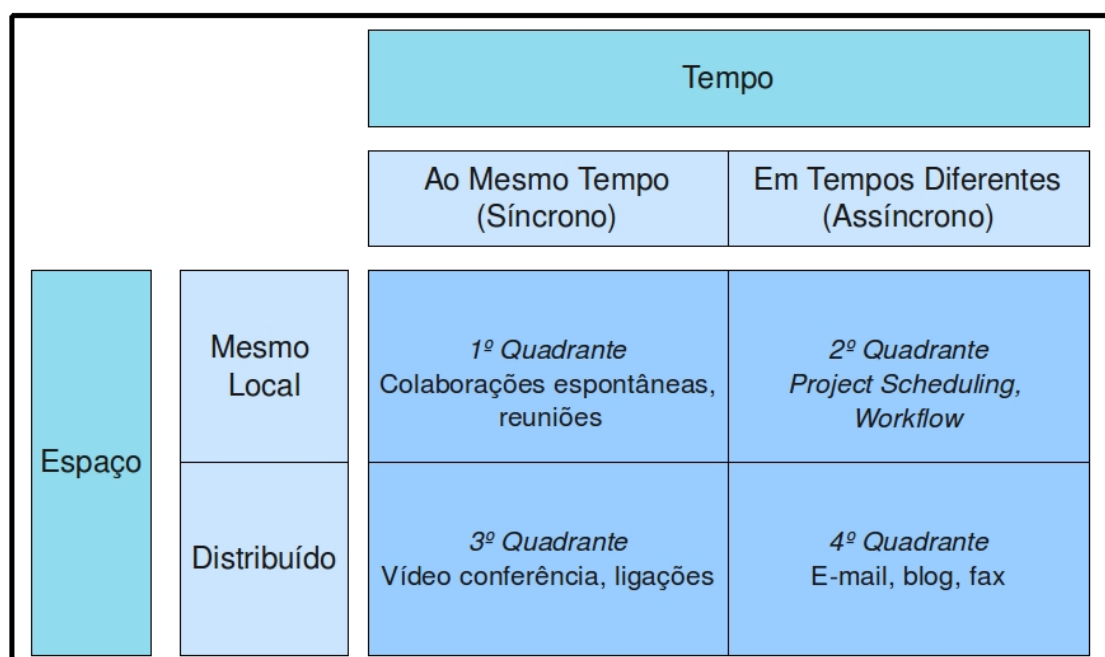 Tempo
Ao Mesmo Tempo
(Síncrono)
Em Tempos Diferentes
(Assíncrono)
Espaço
Mesmo
Local
1º Quadrante
Colaborações espontâneas,
reuniões
2º Quadrante
Project Scheduling,
Workflow
Distribuído
3º Quadrante
Vídeo conferência, ligações
4º Quadrante
E-mail, blog, fax